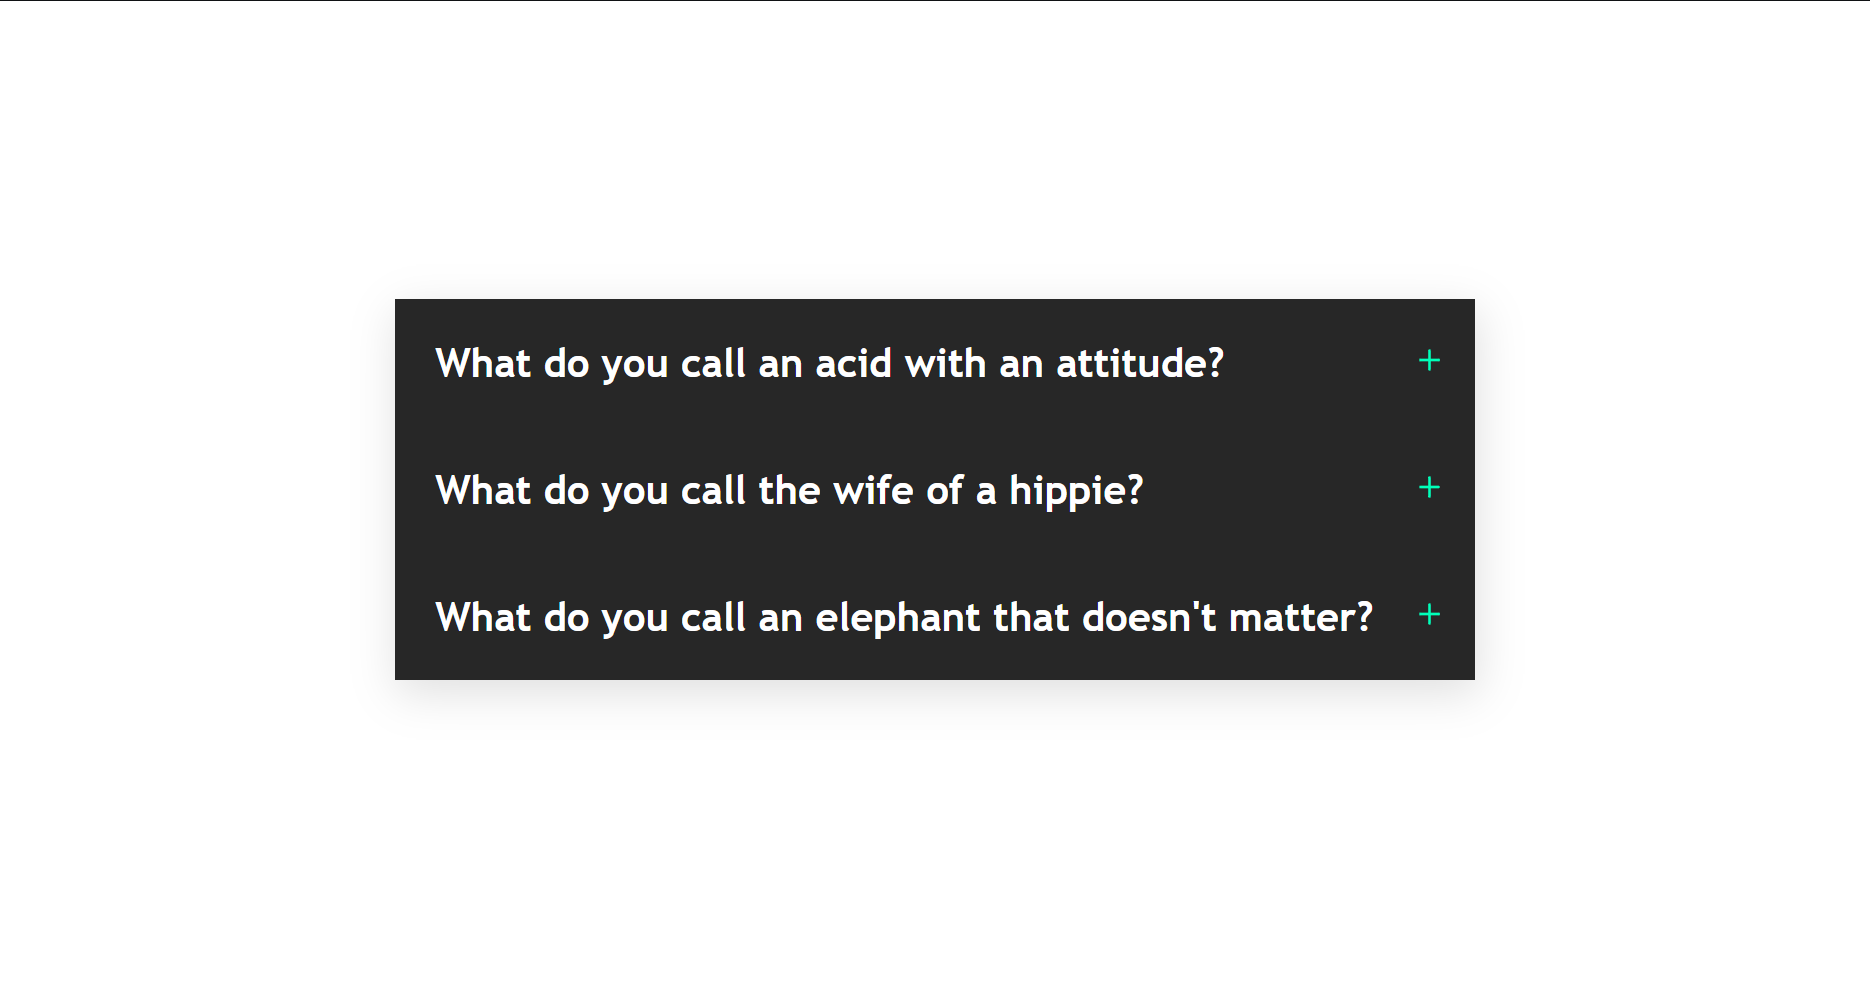 What do you call an acid with an attitude? +
What do you call the wife of a hippie? +
What do you call an elephant that doesn't matter? +